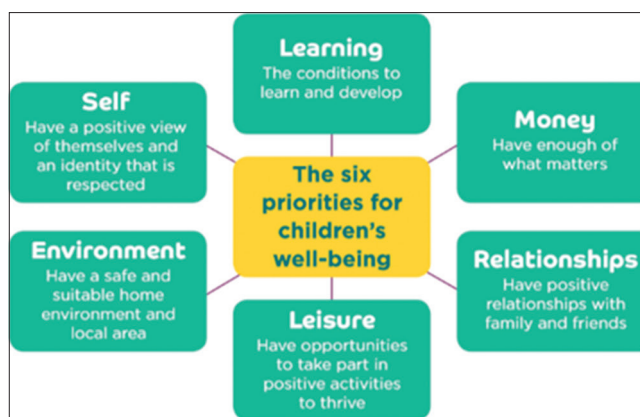 Learning
The conditions to
learn and develop
Self
Have a positive view
of themselves and
an identity that is
respected
Money
Have enough of
what matters
The six
priorities for
children's
well-being
Environment
Have a safe and
suitable home
environment and
local area
Relationships
Have positive
relationships with
family and friends
Leisure
Have opportunities
to take part in
positive activities
to thrive